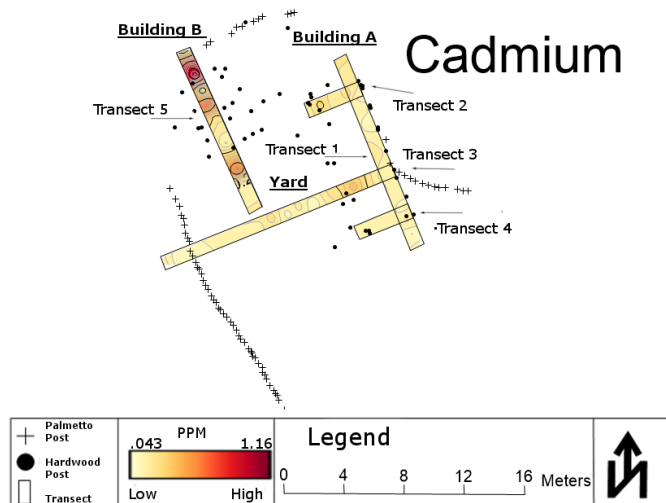 Building B
Building A
Cadmium
Transect 5
Transect 2
Transect 1
Transect 3
Yard
Transect 4
Palmetto
Post
Hardwood
Post
Transect
PPM
.043 1.16
Low High
Legend
0 4 8 12 16 Meters
N